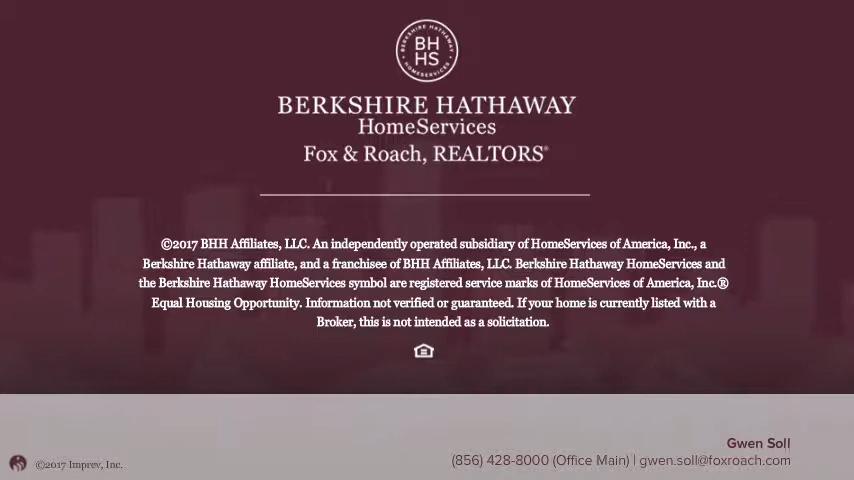 BERKSHIRE HATHAWAY
HOMESERVICES
BH
HS
BERKSHIRE HATHAWAY
HomeServices
Fox & Roach, REALTORS®
©2017 BHH Affiliates, LLC. An independently operated subsidiary of HomeServices of America, Inc., a
Berkshire Hathaway affiliate, and a franchisee of BHH Affiliates, LLC. Berkshire Hathaway HomeServices and
the Berkshire Hathaway HomeServices symbol are registered service marks of HomeServices of America, Inc.®
Equal Housing Opportunity. Information not verified or guaranteed. If your home is currently listed with a
Broker, this is not intended as a solicitation.
Gwen Soll
(856) 428-8000 (Office Main) | gwen.soll@foxroach.com
©2017 Imprev, Inc.